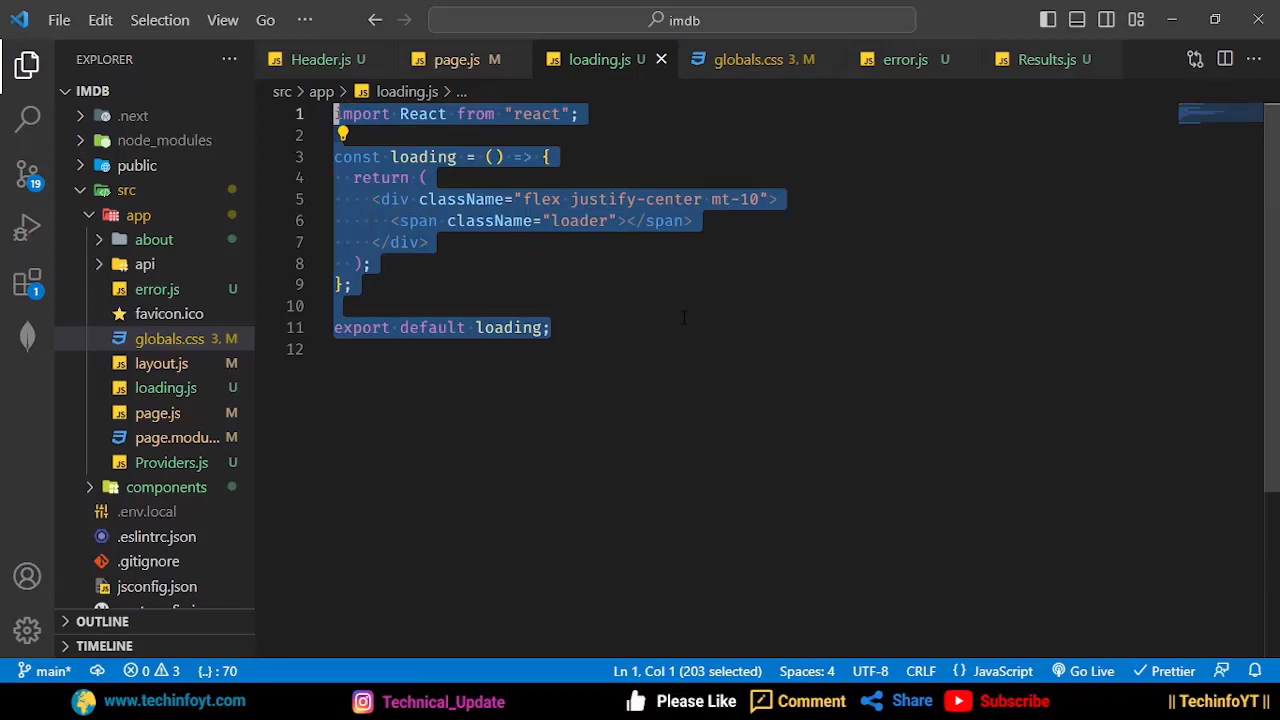 File Edit Selection View Go ··· imdb
EXPLORER ···
Header.js U page.js M loading.js U globals.css 3, M error.js U Results.js U ···
IMDB
.next
node_modules
public
src
app
about
api
error.js U
favicon.ico
globals.css 3, M
layout.js M
loading.js U
page.js M
page.modu... M
Providers.js U
components
.env.local
.eslintrc.json
.gitignore
jsconfig.json
OUTLINE
TIMELINE
19
1
src > app > loading.js > ...
1 import React from "react";
2
3 const loading = () => {
4 return (
5 <div className="flex justify-center mt-10">
6 <span className="loader"></span>
7 </div>
8 );
9 };
10
11 export default loading;
12
main* 0 3 {..} : 70 Ln 1, Col 1 (203 selected) Spaces: 4 UTF-8 CRLF {} JavaScript Go Live Prettier
www.techinfoyt.com Technical_Update Please Like Comment Share Subscribe || TechinfoYT ||